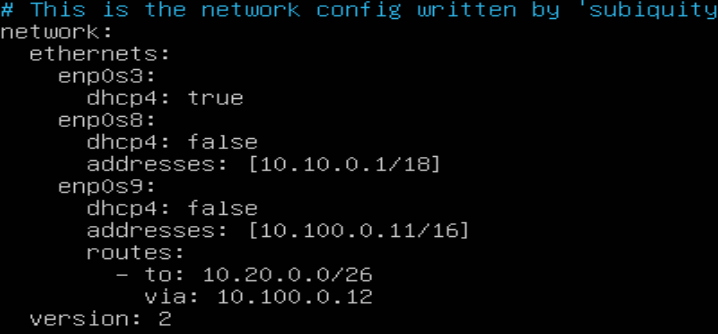 # This is the network config written by 'subiquity
network:
  ethernets:
    enp0s3:
      dhcp4: true
    enp0s8:
      dhcp4: false
      addresses: [10.10.0.1/18]
    enp0s9:
      dhcp4: false
      addresses: [10.100.0.11/16]
      routes:
        - to: 10.20.0.0/26
          via: 10.100.0.12
  version: 2